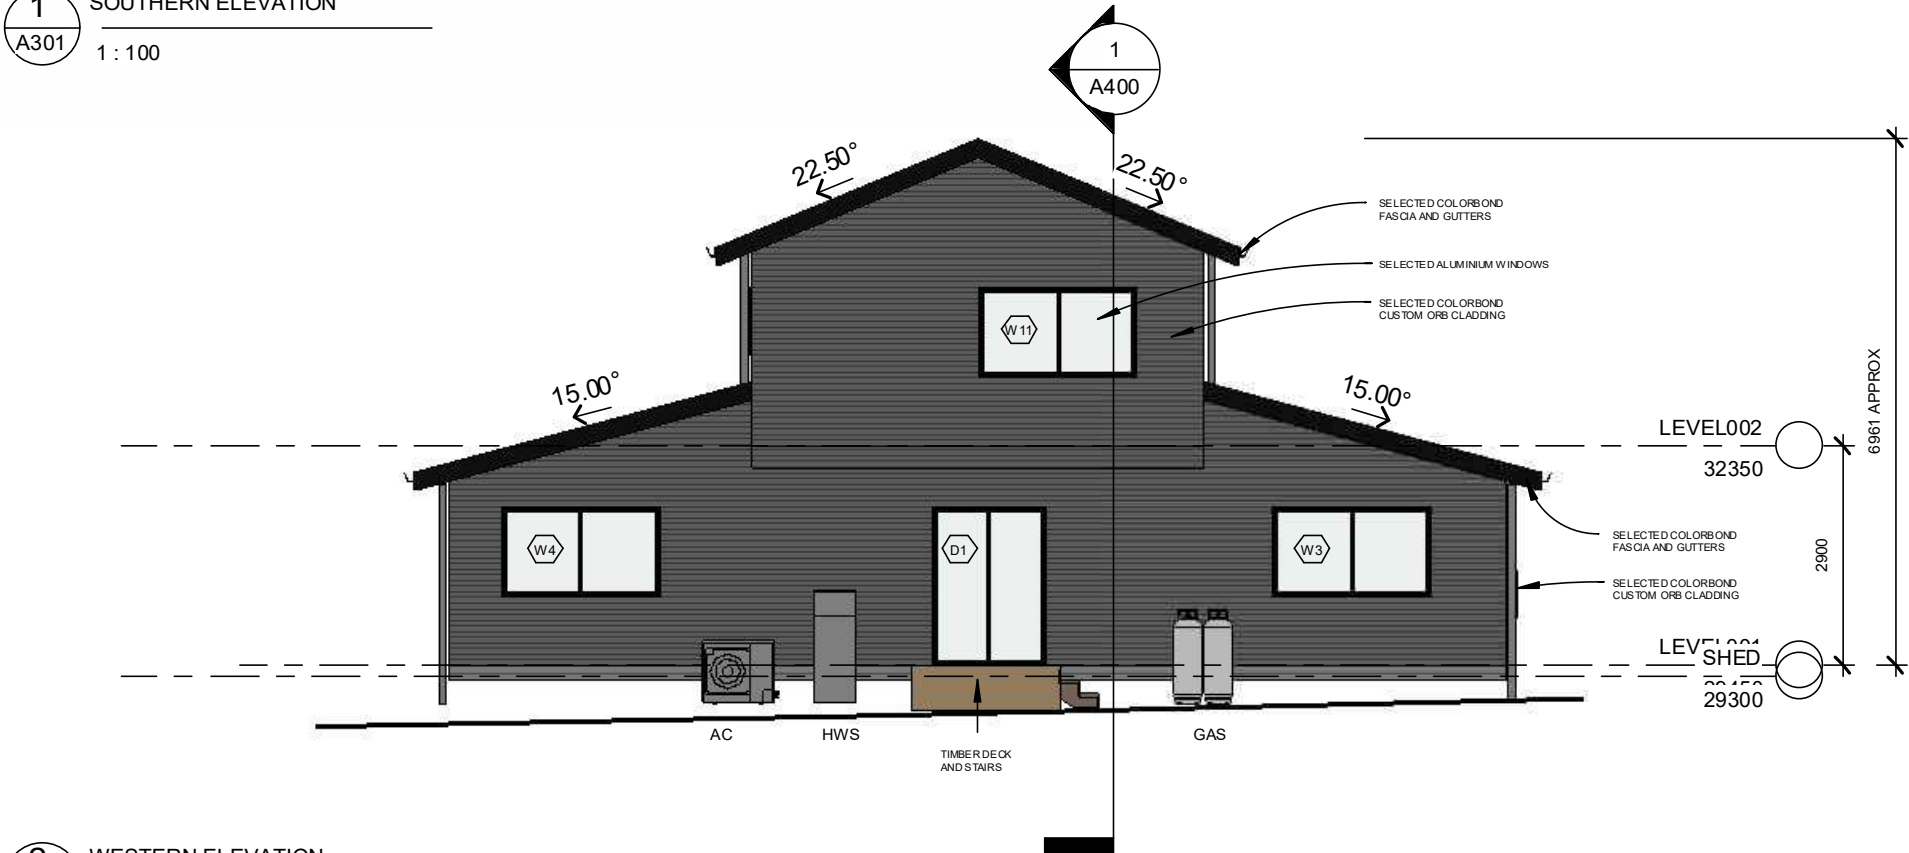 1
SOUTHERN ELEVATION
A301
1 : 100
1
A400
22.50°
22.50°
SELECTED COLORBOND
FASCIA AND GUTTERS
SELECTED ALUMINIUM WINDOWS
SELECTED COLORBOND
CUSTOM ORB CLADDING
W11
15.00°
15.00°
6961 APPROX
LEVEL002
32350
W4
D1
W3
SELECTED COLORBOND
FASCIA AND GUTTERS
2900
SELECTED COLORBOND
CUSTOM ORB CLADDING
LEVEL001
SHED
29450
29300
AC
HWS
GAS
TIMBER DECK
AND STAIRS
2
WESTERN ELEVATION